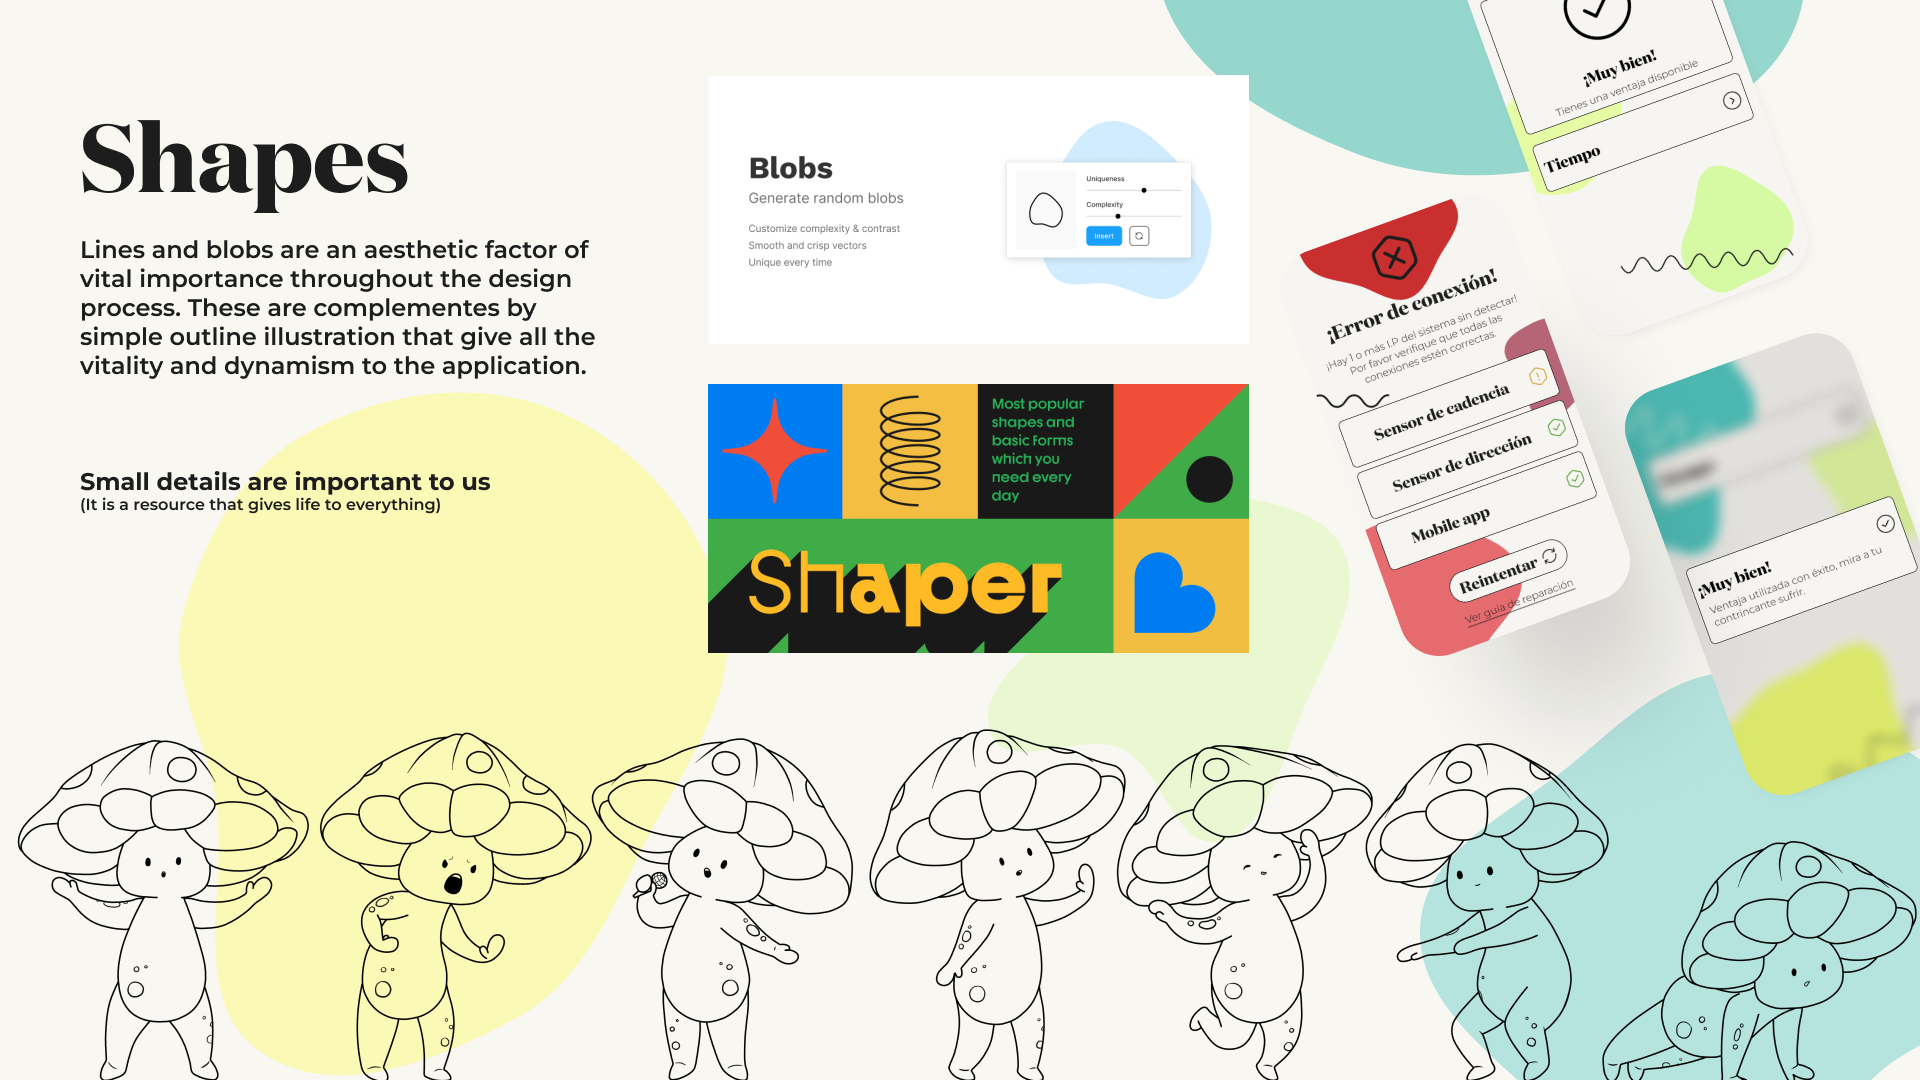 Shapes
Lines and blobs are an aesthetic factor of
vital importance throughout the design
process. These are complementes by
simple outline illustration that give all the
vitality and dynamism to the application.
Small details are important to us
(It is a resource that gives life to everything)
Blobs
Generate random blobs
Customize complexity & contrast
Smooth and crisp vectors
Unique every time
Uniqueness
Complexity
Insert
Most popular
shapes and
basic forms
which you
need every
day
Shaper
¡Muy bien!
Tienes una ventaja disponible
Tiempo
¡Error de conexión!
¡Hay 1 o más I.P del sistema sin detectar!
Por favor verifique que todas las
conexiones estén correctas.
Sensor de cadencia
Sensor de dirección
Mobile app
Reintentar
Ver guía de reparación
¡Muy bien!
Ventaja utilizada con éxito, mira a tu
contrincante sufrir.